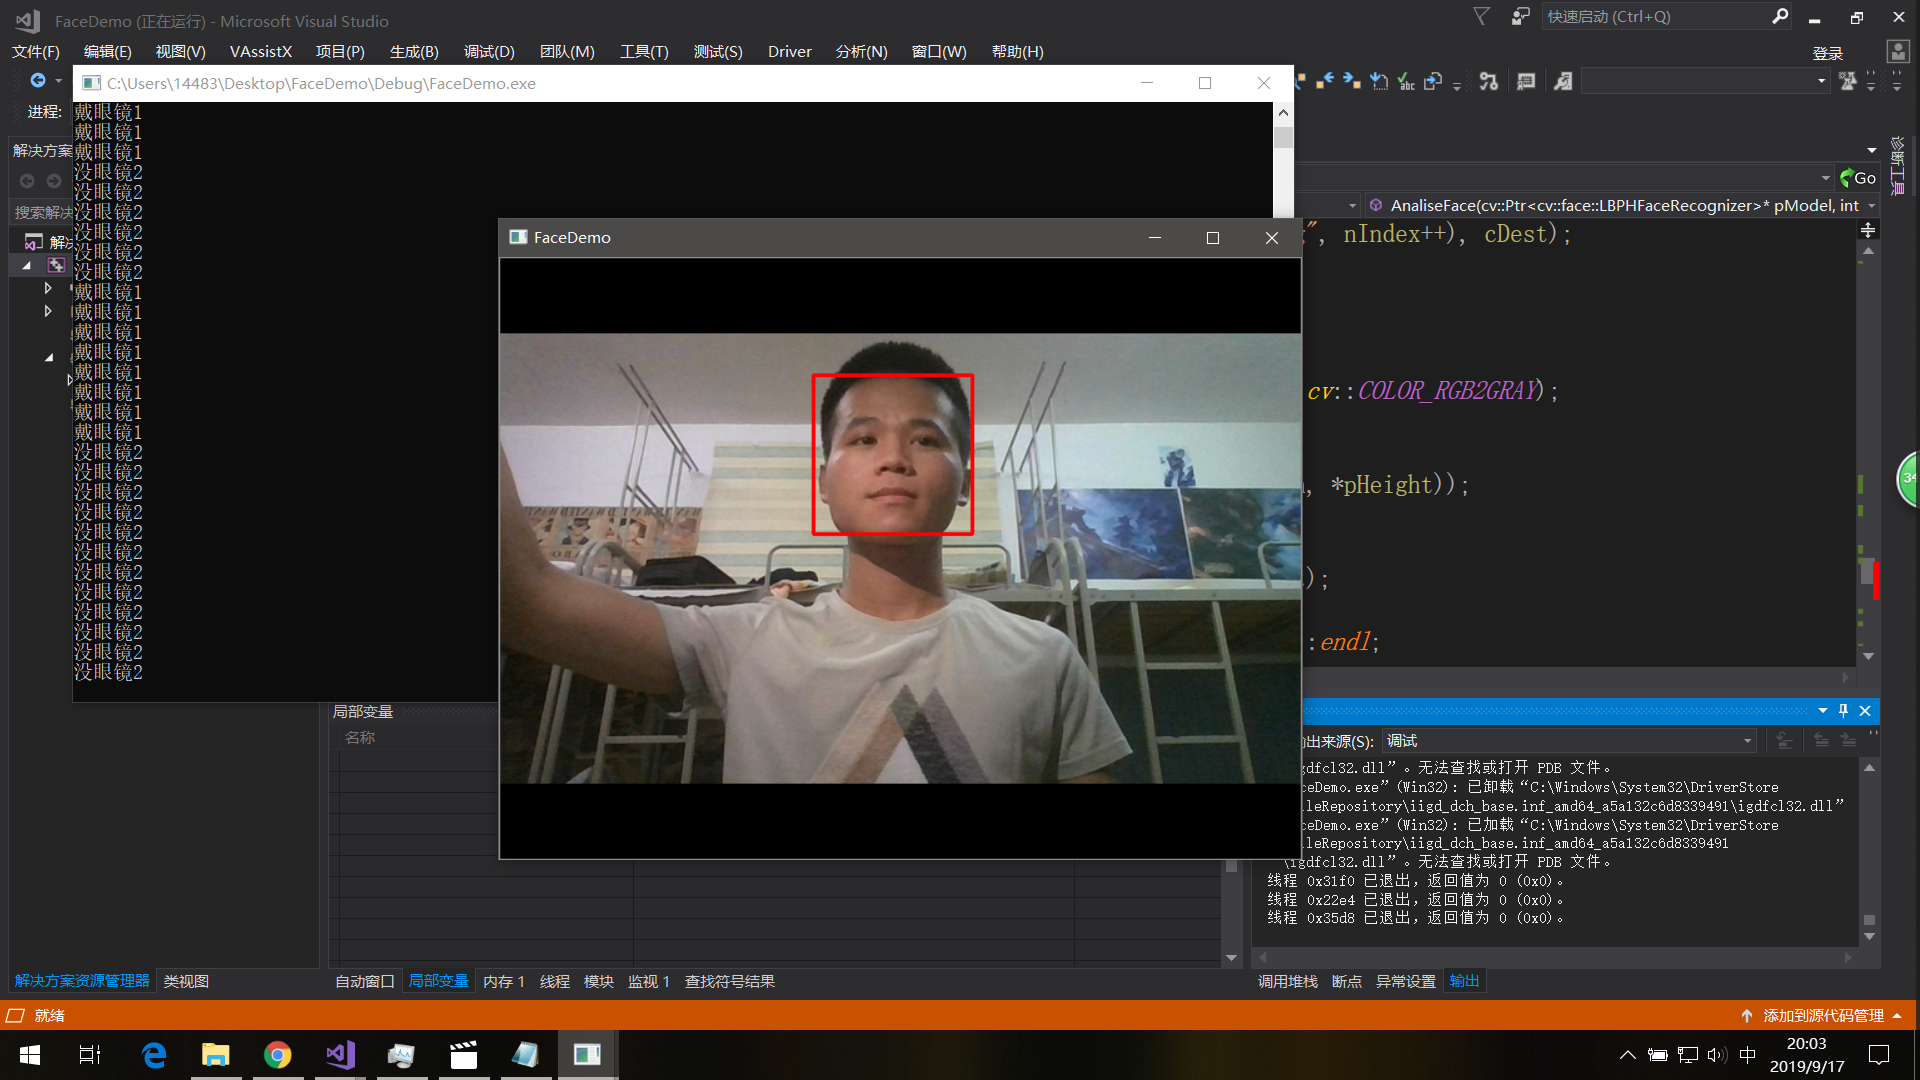 FaceDemo (正在运行) - Microsoft Visual Studio
快速启动 (Ctrl+Q)
文件(F) 编辑(E) 视图(V) VAssistX 项目(P) 生成(B) 调试(D) 团队(M) 工具(T) 测试(S) Driver 分析(N) 窗口(W) 帮助(H)
登录
C:\Users\14483\Desktop\FaceDemo\Debug\FaceDemo.exe
进程:
解决方案
搜索解决
解决
戴眼镜1
戴眼镜1
戴眼镜1
没眼镜2
没眼镜2
没眼镜2
没眼镜2
没眼镜2
没眼镜2
戴眼镜1
戴眼镜1
戴眼镜1
戴眼镜1
戴眼镜1
戴眼镜1
戴眼镜1
戴眼镜1
没眼镜2
没眼镜2
没眼镜2
没眼镜2
没眼镜2
没眼镜2
没眼镜2
没眼镜2
没眼镜2
没眼镜2
没眼镜2
没眼镜2
FaceDemo
诊断工具
Go
AnaliseFace(cv::Ptr<cv::face::LBPHFaceRecognizer>* pModel, int
", nIndex++), cDest);
cv::COLOR_RGB2GRAY);
, *pHeight));
);
:endl;
34
局部变量
名称
出来源(S): 调试
igdfcl32.dll”。无法查找或打开 PDB 文件。
ceDemo.exe”(Win32): 已卸载“C:\Windows\System32\DriverStore
leRepository\iigd_dch_base.inf_amd64_a5a132c6d8339491\igdfcl32.dll”
ceDemo.exe”(Win32): 已加载“C:\Windows\System32\DriverStore
leRepository\iigd_dch_base.inf_amd64_a5a132c6d8339491
\igdfcl32.dll”。无法查找或打开 PDB 文件。
线程 0x31f0 已退出，返回值为 0 (0x0)。
线程 0x22e4 已退出，返回值为 0 (0x0)。
线程 0x35d8 已退出，返回值为 0 (0x0)。
解决方案资源管理器 类视图
自动窗口 局部变量 内存 1 线程 模块 监视 1 查找符号结果
调用堆栈 断点 异常设置 输出
就绪
添加到源代码管理
中
20:03
2019/9/17